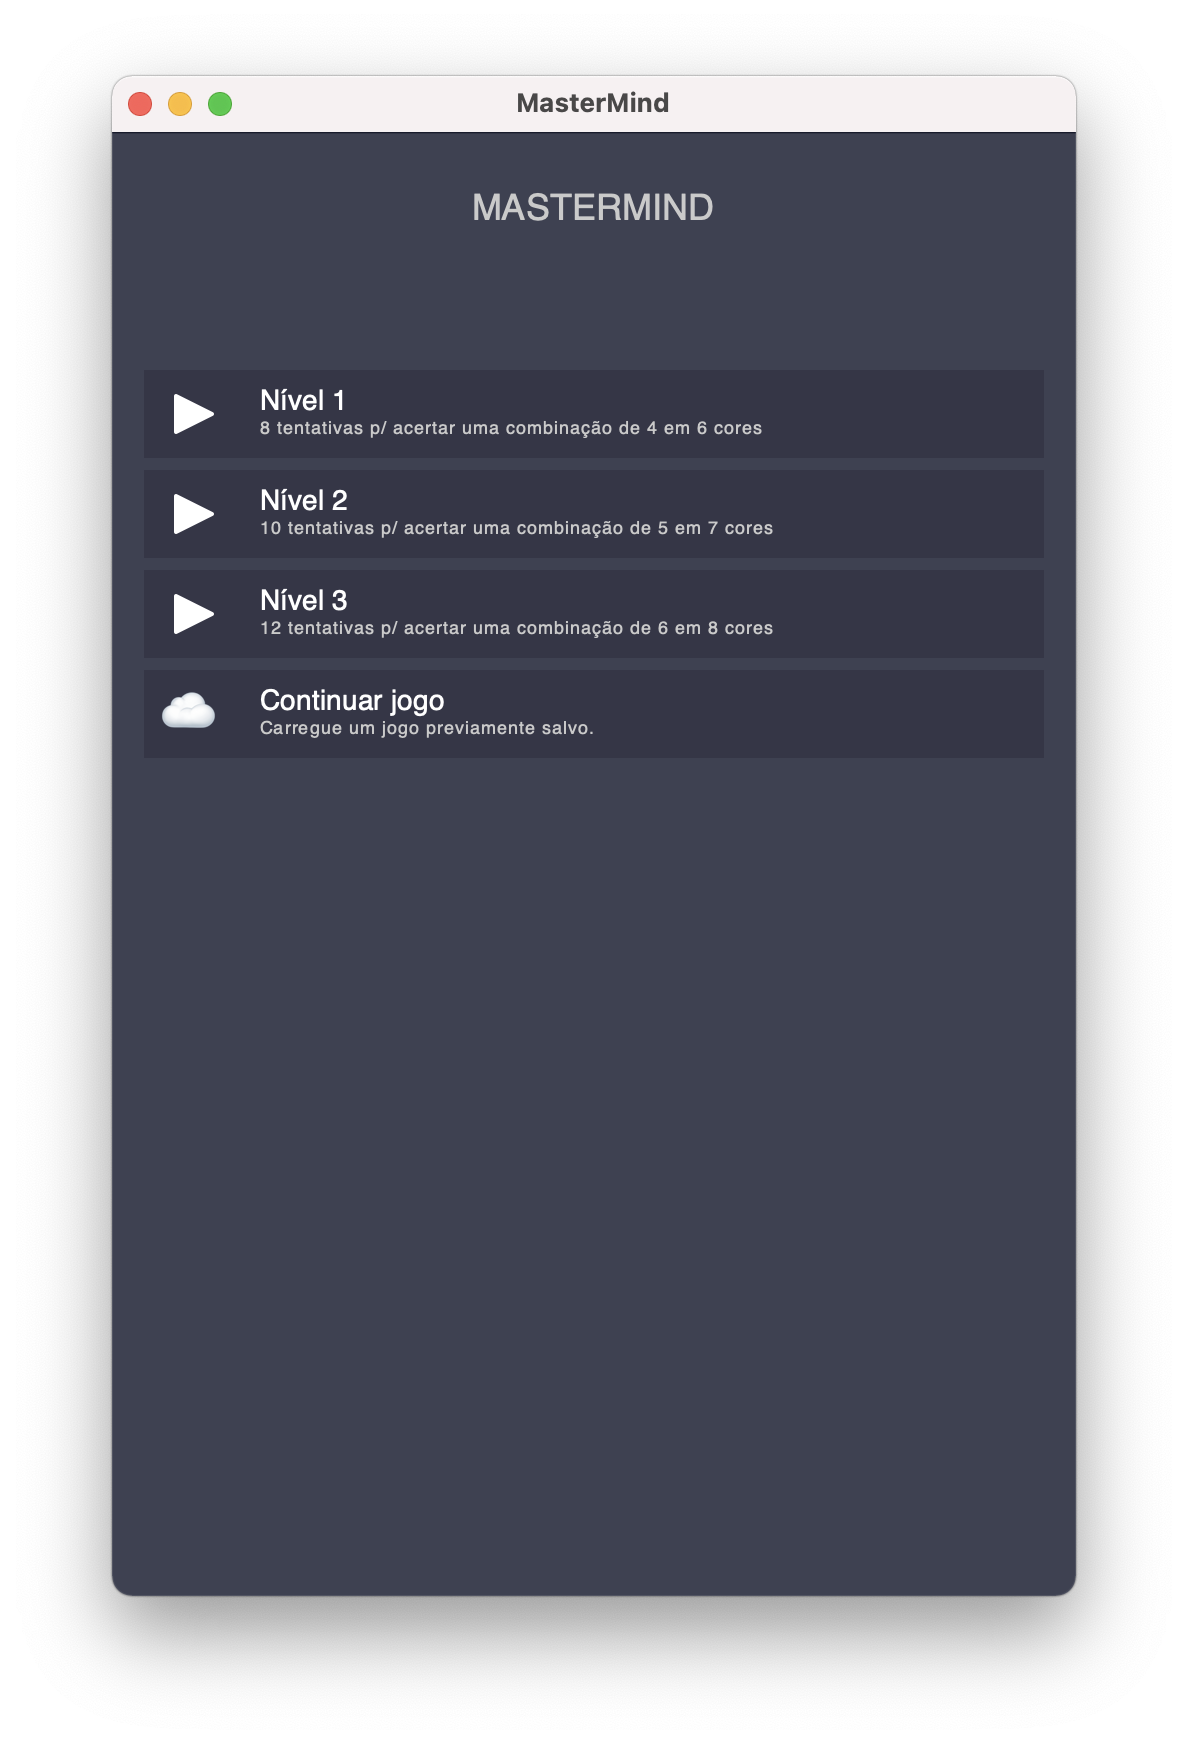 MasterMind
MASTERMIND
Nível 1
8 tentativas p/ acertar uma combinação de 4 em 6 cores
Nível 2
10 tentativas p/ acertar uma combinação de 5 em 7 cores
Nível 3
12 tentativas p/ acertar uma combinação de 6 em 8 cores
Continuar jogo
Carregue um jogo previamente salvo.